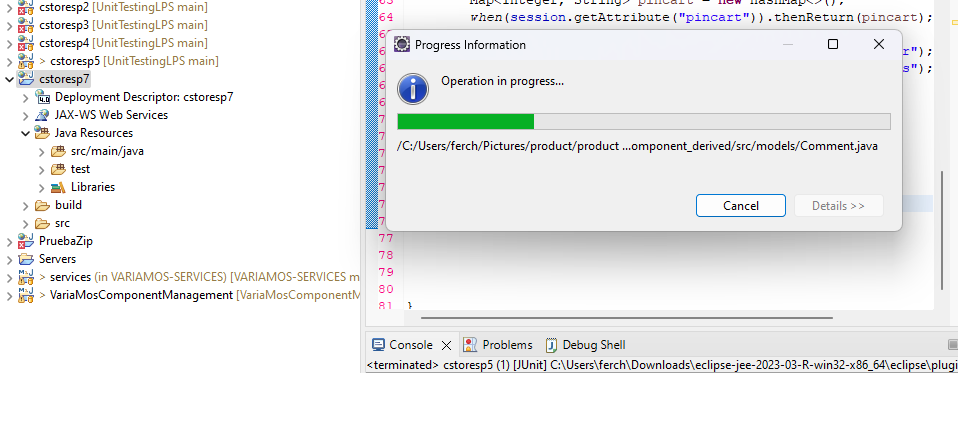 cstoresp2 [UnitTestingLPS main]
cstoresp3 [UnitTestingLPS main]
cstoresp4 [UnitTestingLPS main]
> cstoresp5 [UnitTestingLPS main]
cstoresp7
Deployment Descriptor: cstoresp7
JAX-WS Web Services
Java Resources
src/main/java
test
Libraries
build
src
PruebaZip
Servers
> services (in VARIAMOS-SERVICES) [VARIAMOS-SERVICES m
> VariaMosComponentManagement [VariaMosComponentM
63 Map<Integer, String> pincart = new HashMap<>();
64 when(session.getAttribute("pincart")).thenReturn(pincart);
r");
s");
Progress Information
Operation in progress...
/C:/Users/ferch/Pictures/product/product ...omponent_derived/src/models/Comment.java
Cancel
Details >>
77
78
79
80
81 }
Console
Problems
Debug Shell
<terminated> cstoresp5 (1) [JUnit] C:\Users\ferch\Downloads\eclipse-jee-2023-03-R-win32-x86_64\eclipse\plugi